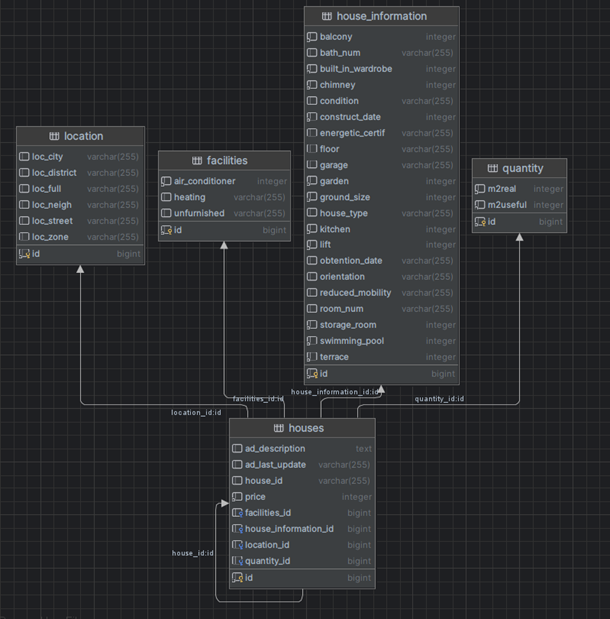 house_information
balcony integer
bath_num varchar(255)
built_in_wardrobe integer
chimney integer
condition varchar(255)
construct_date integer
energetic_certif varchar(255)
floor varchar(255)
garage varchar(255)
garden integer
ground_size integer
house_type varchar(255)
kitchen integer
lift integer
obtention_date varchar(255)
orientation varchar(255)
reduced_mobility varchar(255)
room_num varchar(255)
storage_room integer
swimming_pool integer
terrace integer
id bigint
location
loc_city varchar(255)
loc_district varchar(255)
loc_full varchar(255)
loc_neigh varchar(255)
loc_street varchar(255)
loc_zone varchar(255)
id bigint
facilities
air_conditioner integer
heating varchar(255)
unfurnished varchar(255)
id bigint
quantity
m2real integer
m2useful integer
id bigint
house_information_id:id
facilities_id:id
quantity_id:id
location_id:id
houses
ad_description text
ad_last_update varchar(255)
house_id varchar(255)
price integer
facilities_id bigint
house_information_id bigint
location_id bigint
quantity_id bigint
id bigint
house_id:id